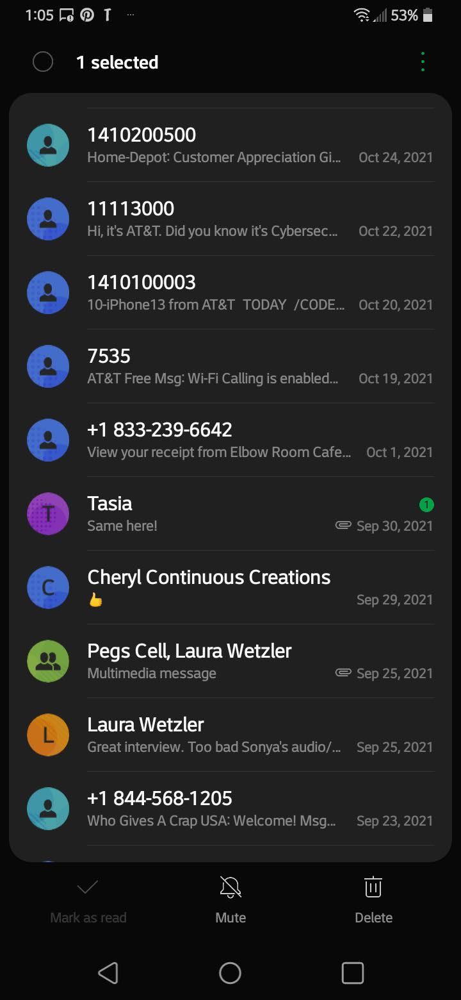 1:05 ... 53%
1 selected
1410200500
Home-Depot: Customer Appreciation Gi... Oct 24, 2021
11113000
Hi, it's AT&T. Did you know it's Cybersec... Oct 22, 2021
1410100003
10-iPhone13 from AT&T TODAY /CODE... Oct 20, 2021
7535
AT&T Free Msg: Wi-Fi Calling is enabled... Oct 19, 2021
+1 833-239-6642
View your receipt from Elbow Room Cafe... Oct 1, 2021
T Tasia 1
Same here! Sep 30, 2021
C Cheryl Continuous Creations
👍 Sep 29, 2021
Pegs Cell, Laura Wetzler
Multimedia message Sep 25, 2021
L Laura Wetzler
Great interview. Too bad Sonya's audio/... Sep 25, 2021
+1 844-568-1205
Who Gives A Crap USA: Welcome! Msg... Sep 23, 2021
Mark as read Mute Delete